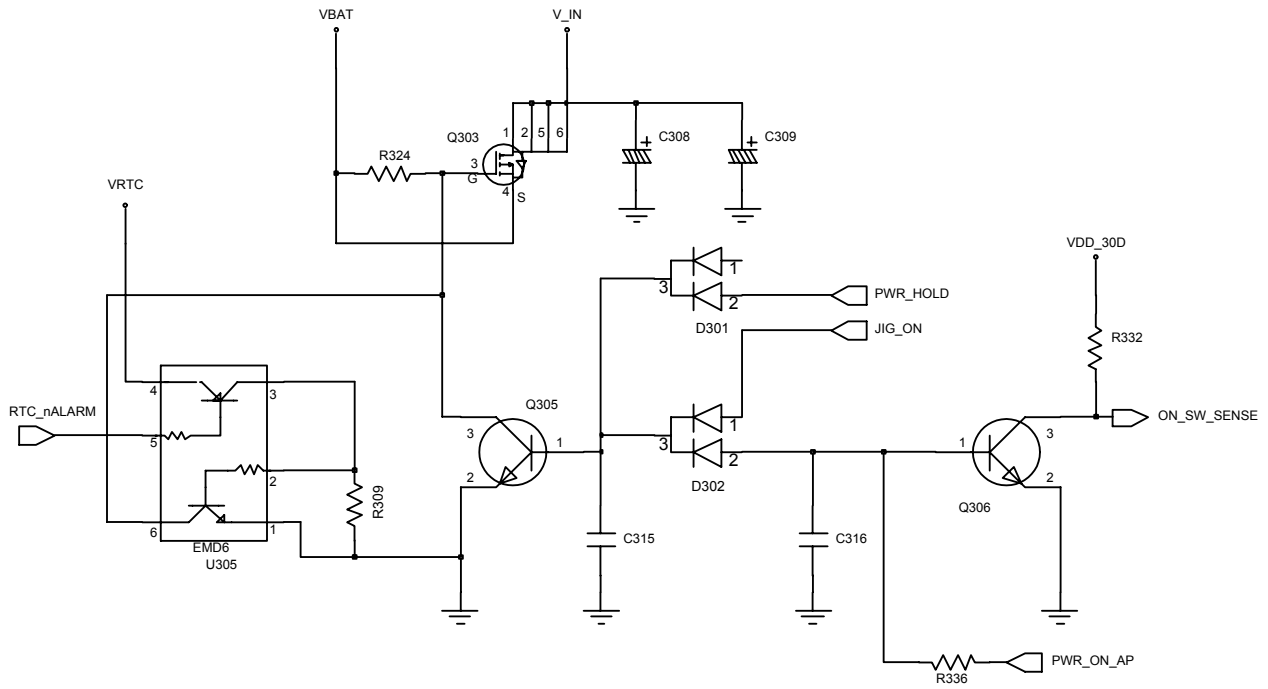 VBAT
V_IN
Q303
1
2
5
6
C308
C309
R324
3
G
4
S
VRTC
VDD_30D
1
3
2
PWR_HOLD
D301
JIG_ON
R332
4
3
RTC_nALARM
5
Q305
3
1
2
1
3
2
D302
1
3
2
Q306
ON_SW_SENSE
2
R309
6
1
EMD6
U305
C315
C316
PWR_ON_AP
R336